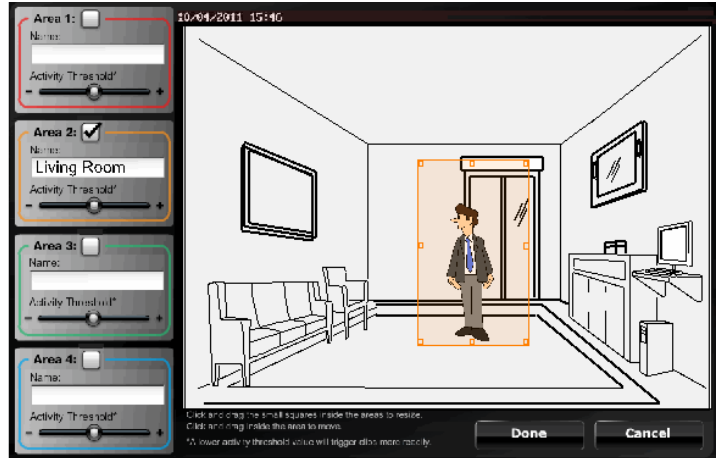 Area 1:
Name:
Activity Threshold*
- +
Area 2:
Name:
Living Room
Activity Threshold*
- +
Area 3:
Name:
Activity Threshold*
- +
Area 4:
Name:
Activity Threshold*
- +
10/04/2011 15:46
Click and drag the small squares inside the areas to resize.
Click and drag inside the area to move.
*A lower activity threshold value will trigger clips more readily.
Done
Cancel